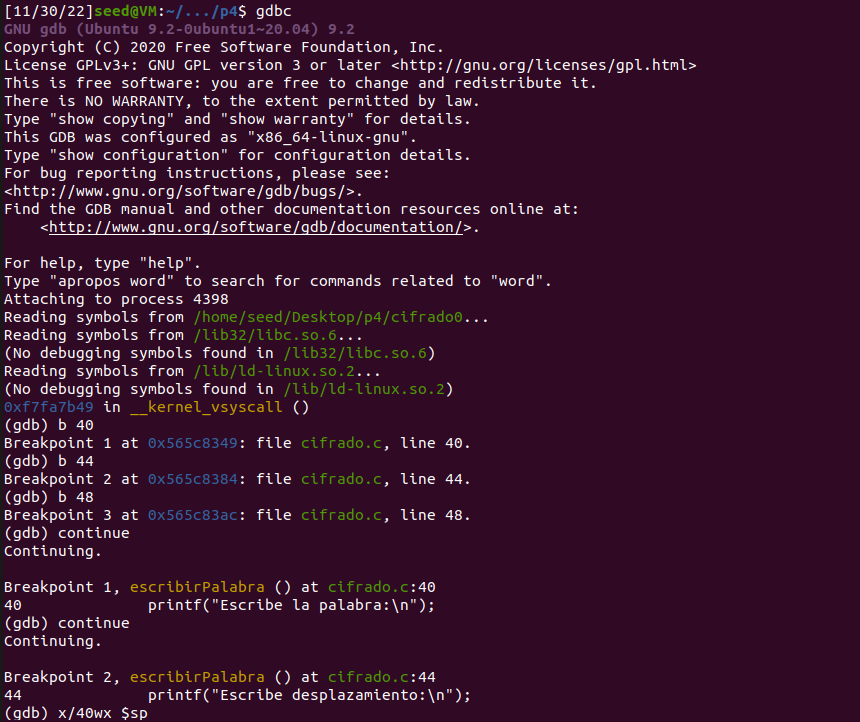 [11/30/22]seed@VM:~/.../p4$ gdbc
GNU gdb (Ubuntu 9.2-0ubuntu1~20.04) 9.2
Copyright (C) 2020 Free Software Foundation, Inc.
License GPLv3+: GNU GPL version 3 or later <http://gnu.org/licenses/gpl.html>
This is free software: you are free to change and redistribute it.
There is NO WARRANTY, to the extent permitted by law.
Type "show copying" and "show warranty" for details.
This GDB was configured as "x86_64-linux-gnu".
Type "show configuration" for configuration details.
For bug reporting instructions, please see:
<http://www.gnu.org/software/gdb/bugs/>.
Find the GDB manual and other documentation resources online at:
    <http://www.gnu.org/software/gdb/documentation/>.

For help, type "help".
Type "apropos word" to search for commands related to "word".
Attaching to process 4398
Reading symbols from /home/seed/Desktop/p4/cifrado0...
Reading symbols from /lib32/libc.so.6...
(No debugging symbols found in /lib32/libc.so.6)
Reading symbols from /lib/ld-linux.so.2...
(No debugging symbols found in /lib/ld-linux.so.2)
0xf7fa7b49 in __kernel_vsyscall ()
(gdb) b 40
Breakpoint 1 at 0x565c8349: file cifrado.c, line 40.
(gdb) b 44
Breakpoint 2 at 0x565c8384: file cifrado.c, line 44.
(gdb) b 48
Breakpoint 3 at 0x565c83ac: file cifrado.c, line 48.
(gdb) continue
Continuing.

Breakpoint 1, escribirPalabra () at cifrado.c:40
40              printf("Escribe la palabra:\n");
(gdb) continue
Continuing.

Breakpoint 2, escribirPalabra () at cifrado.c:44
44              printf("Escribe desplazamiento:\n");
(gdb) x/40wx $sp